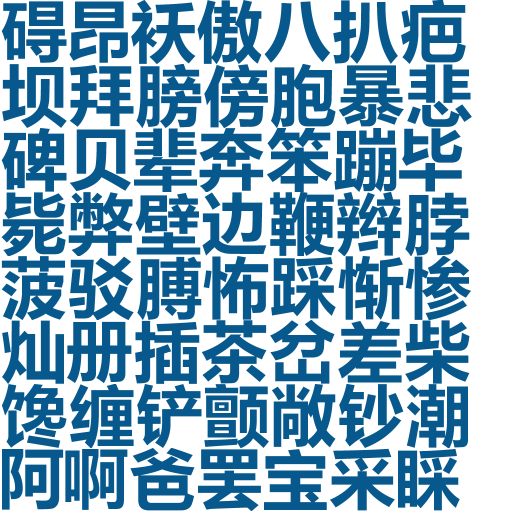 碍昂袄傲八扒疤
坝拜膀傍胞暴悲
碑贝辈奔笨蹦毕
毙弊壁边鞭辫脖
菠驳膊怖踩惭惨
灿册插茶岔差柴
馋缠铲颤敞钞潮
阿啊爸罢宝采睬